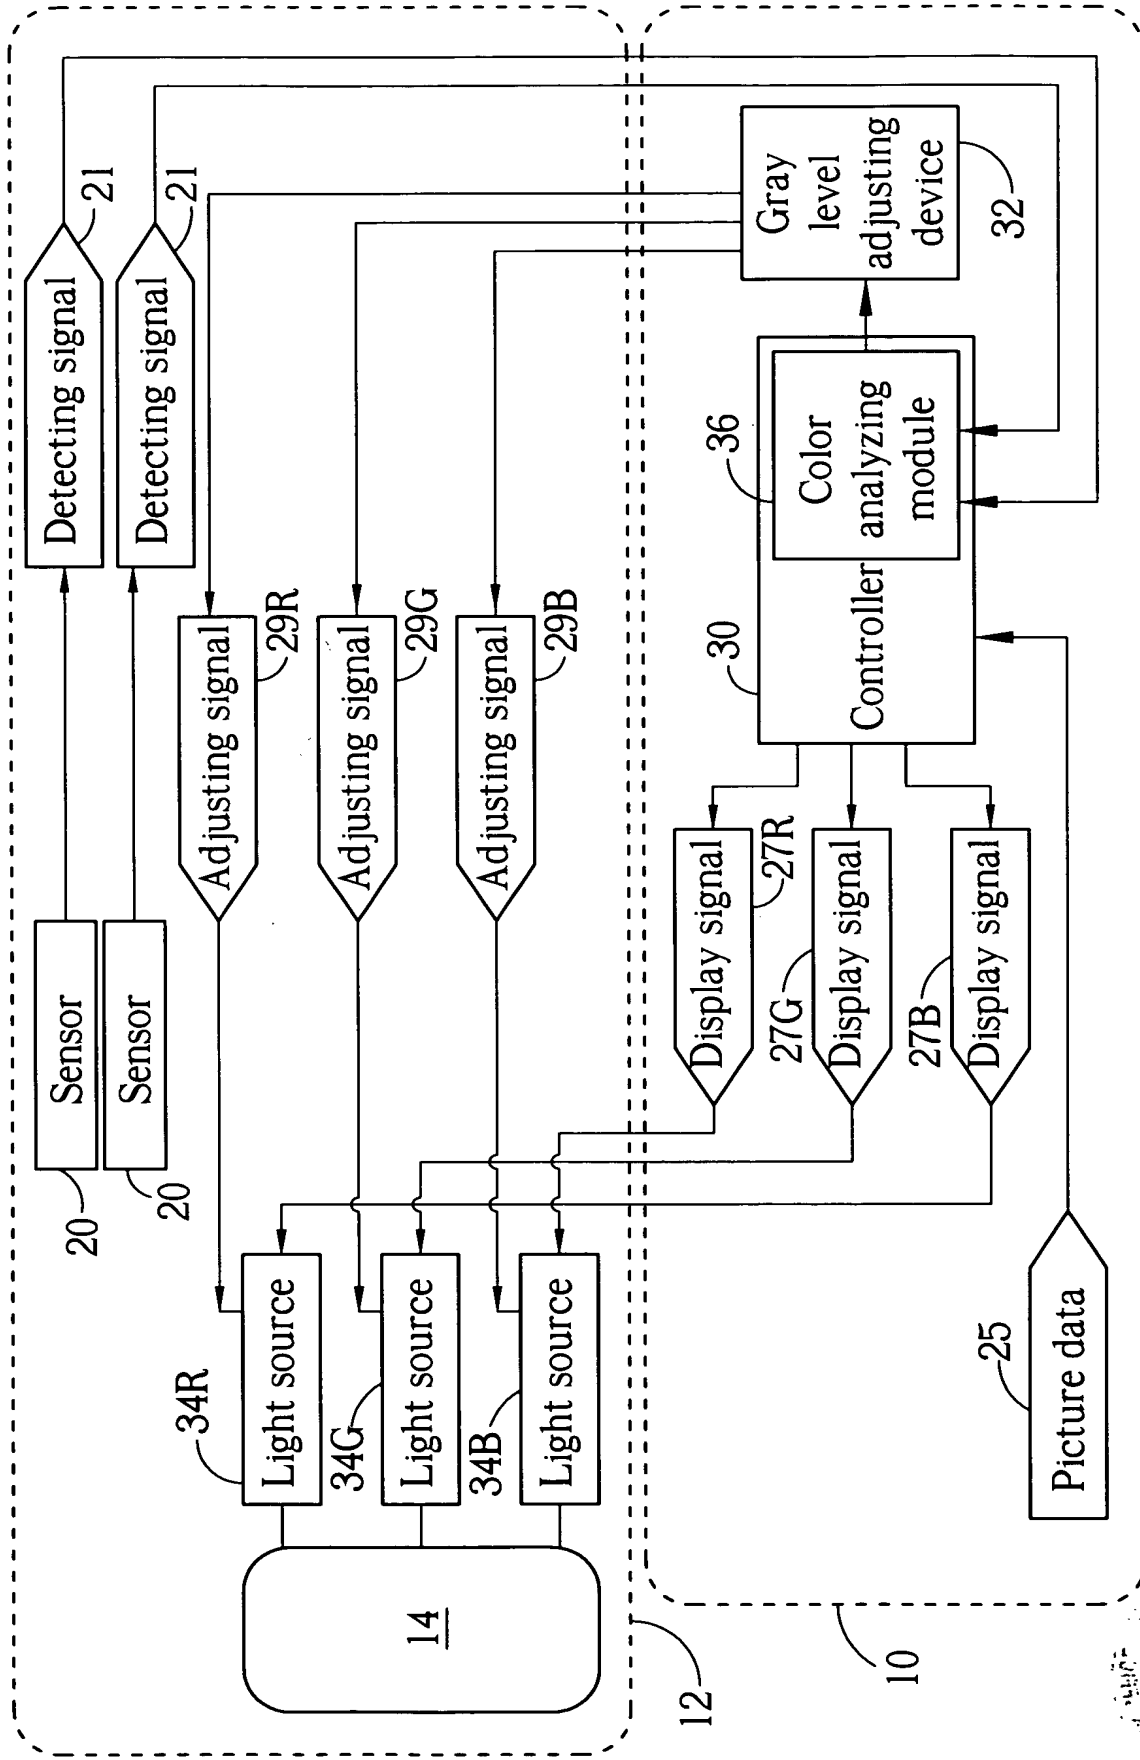 20
Sensor
Sensor
20
Detecting signal
21
Detecting signal
21
34R
Light source
34G
Light source
34B
Light source
14
Adjusting signal
29R
Adjusting signal
29G
Adjusting signal
29B
12
Display signal
27R
27G
Display signal
27B
Display signal
30
Controller
36
Color
analyzing
module
Gray
level
adjusting
device
32
25
Picture data
10